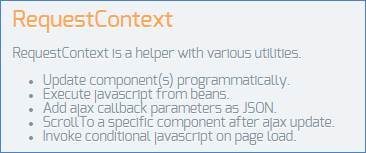 RequestContext
RequestContext is a helper with various utilities.
• Update component(s) programmatically.
• Execute javascript from beans.
• Add ajax callback parameters as JSON.
• ScrollTo a specific component after ajax update.
• Invoke conditional javascript on page load.